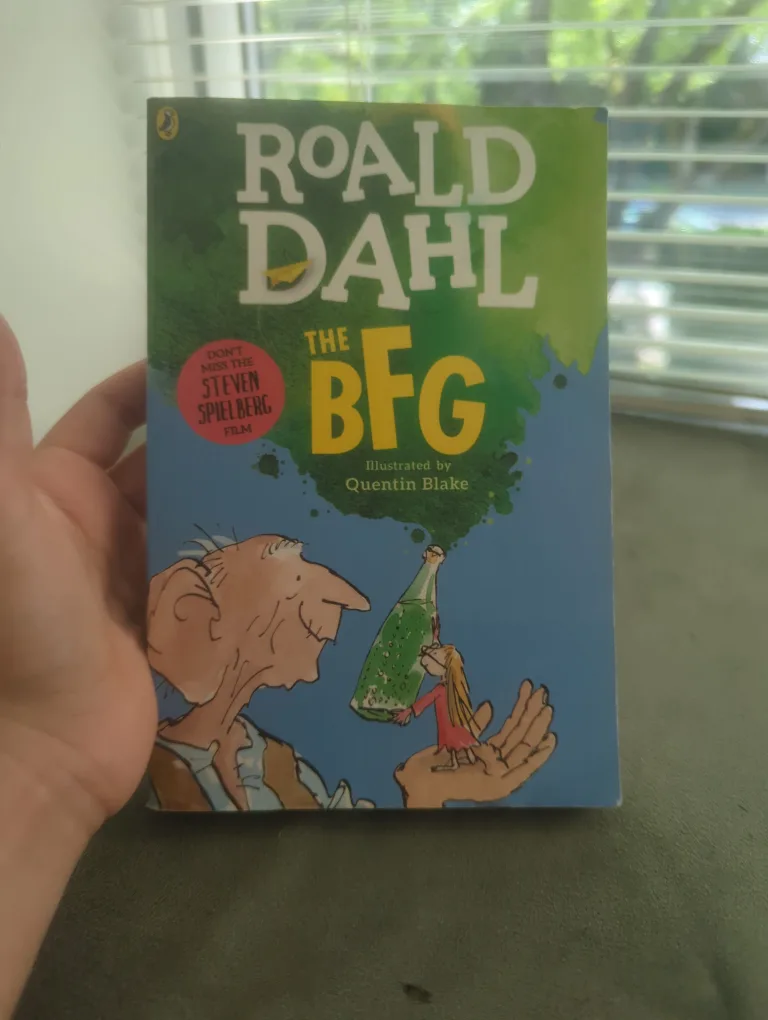 ROALD
DAHL
THE
BFG
DON'T
MISS THE
STEVEN
SPIELBERG
FILM
Illustrated by
Quentin Blake